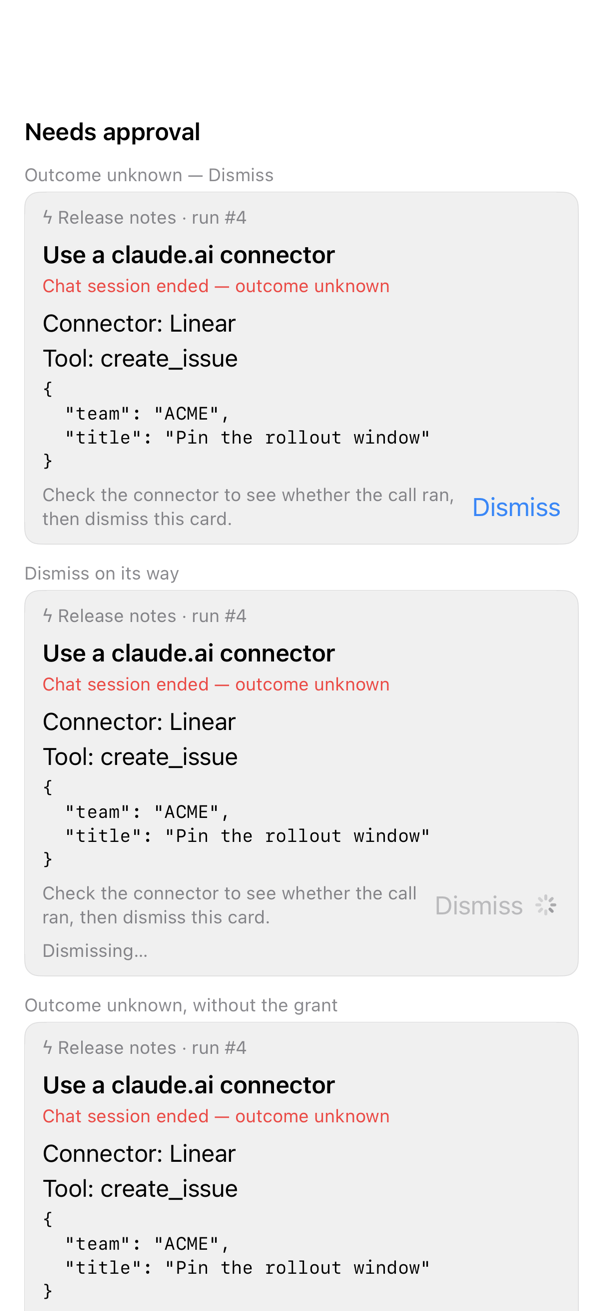 Needs approval
Outcome unknown — Dismiss
ϟ Release notes · run #4
Use a claude.ai connector
Chat session ended — outcome unknown
Connector: Linear
Tool: create_issue
{
  "team": "ACME",
  "title": "Pin the rollout window"
}
Check the connector to see whether the call ran,
then dismiss this card.
Dismiss
Dismiss on its way
ϟ Release notes · run #4
Use a claude.ai connector
Chat session ended — outcome unknown
Connector: Linear
Tool: create_issue
{
  "team": "ACME",
  "title": "Pin the rollout window"
}
Check the connector to see whether the call
ran, then dismiss this card.
Dismiss
Dismissing...
Outcome unknown, without the grant
ϟ Release notes · run #4
Use a claude.ai connector
Chat session ended — outcome unknown
Connector: Linear
Tool: create_issue
{
  "team": "ACME",
  "title": "Pin the rollout window"
}